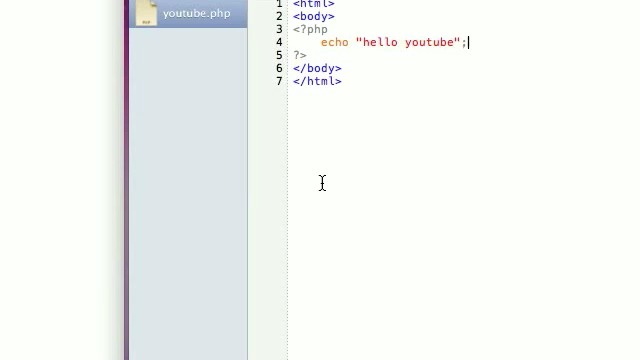 youtube.php
1 <html>
2 <body>
3 <?php
4 echo "hello youtube";
5 ?>
6 </body>
7 </html>